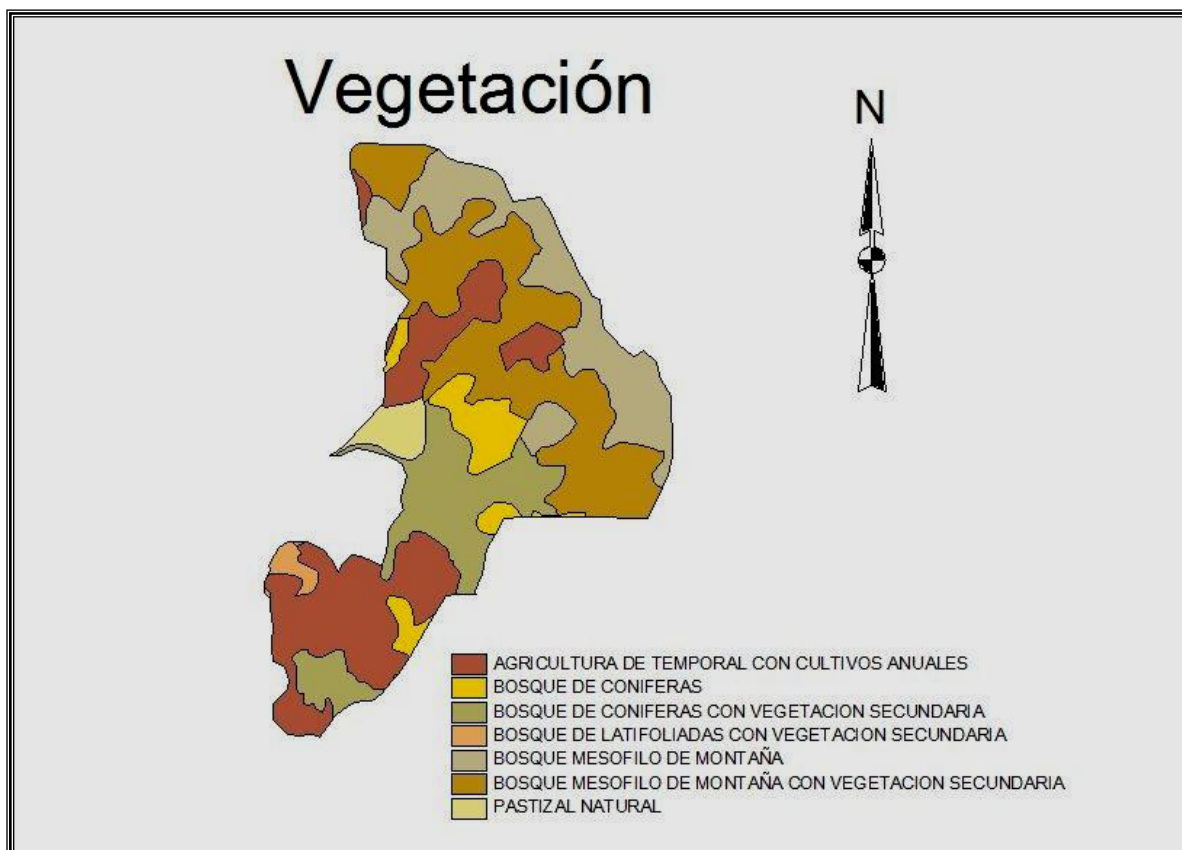 Vegetación
N
AGRICULTURA DE TEMPORAL CON CULTIVOS ANUALES
BOSQUE DE CONIFERAS
BOSQUE DE CONIFERAS CON VEGETACION SECUNDARIA
BOSQUE DE LATIFOLIADAS CON VEGETACION SECUNDARIA
BOSQUE MESOFILO DE MONTAÑA
BOSQUE MESOFILO DE MONTAÑA CON VEGETACION SECUNDARIA
PASTIZAL NATURAL